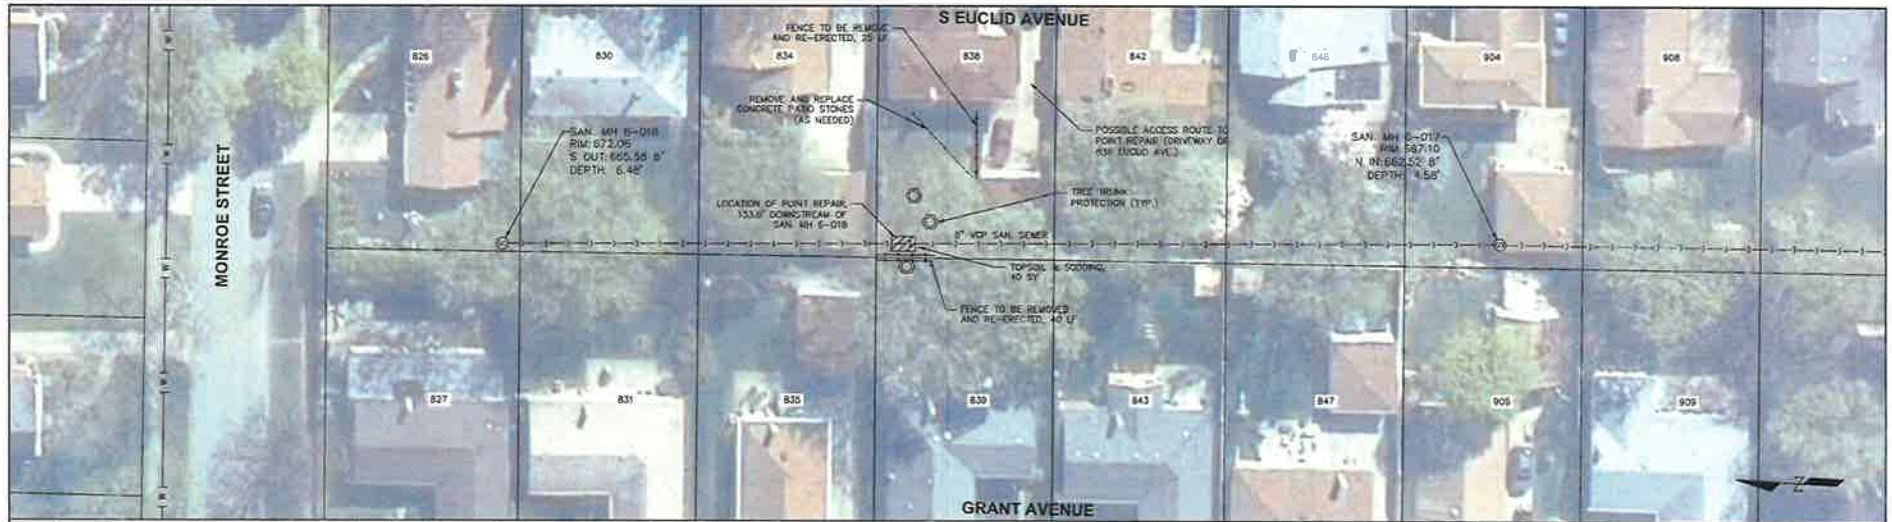 S EUCLID AVENUE
FENCE TO BE REMOVE
AND RE-ERECTED, 25 LF
826
830
834
838
842
846
904
908
REMOVE AND REPLACE
CONCRETE PATIO STONES
(AS NEEDED)
SAN. MH 6-018
RIM: 672.06
S OUT: 665.58 8"
DEPTH: 6.48'
POSSIBLE ACCESS ROUTE TO
POINT REPAIR (DRIVEWAY OF
838 EUCLID AVE.)
SAN. MH 6-017
RIM: 667.10
N IN: 662.52 8"
DEPTH: 4.58'
MONROE STREET
LOCATION OF POINT REPAIR,
133.6' DOWNSTREAM OF
SAN. MH 6-018
TREE TRUNK
PROTECTION (TYP.)
8" VCP SAN. SEWER
TOPSOIL & SODDING,
40 SY
FENCE TO BE REMOVED
AND RE-ERECTED, 40 LF
827
831
835
839
843
847
905
909
GRANT AVENUE
Z
W
W
W
W
W
W